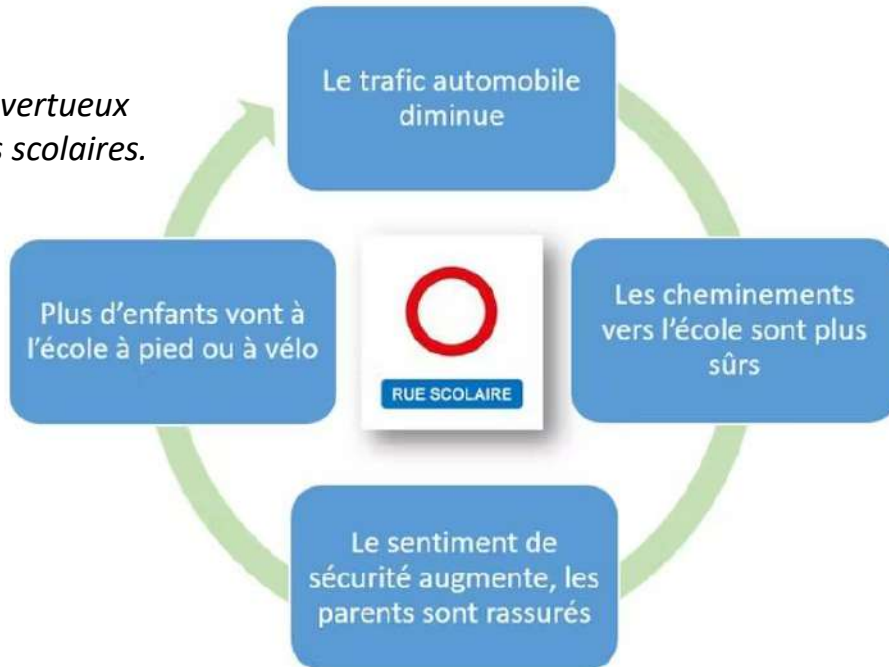 vertueux
s scolaires.
Le trafic automobile
diminue
Les cheminements
vers l'école sont plus
sûrs
Le sentiment de
sécurité augmente, les
parents sont rassurés
Plus d'enfants vont à
l'école à pied ou à vélo
RUE SCOLAIRE